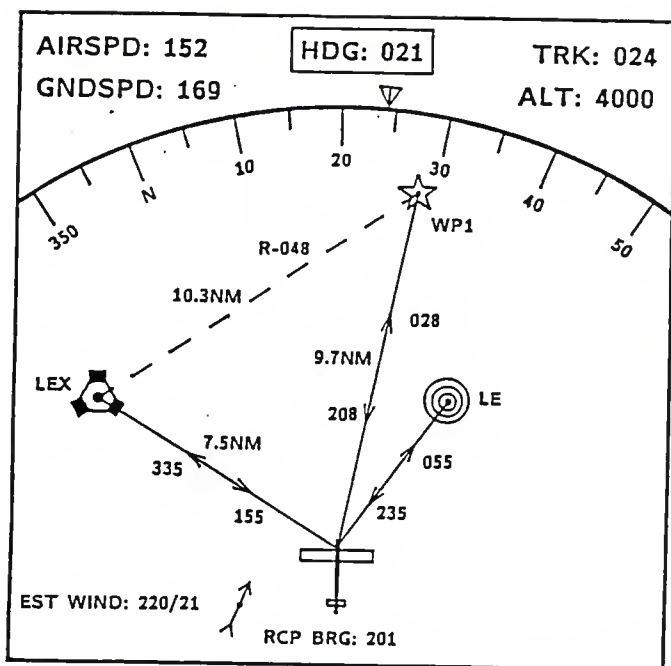 AIRSPD: 152
HDG: 021
TRK: 024
GNDSPD: 169
ALT: 4000
350
N
10
20
30
40
50
WP1
R-048
10.3NM
028
9.7NM
LEX
LE
208
7.5NM
335
055
155
235
EST WIND: 220/21
RCP BRG: 201